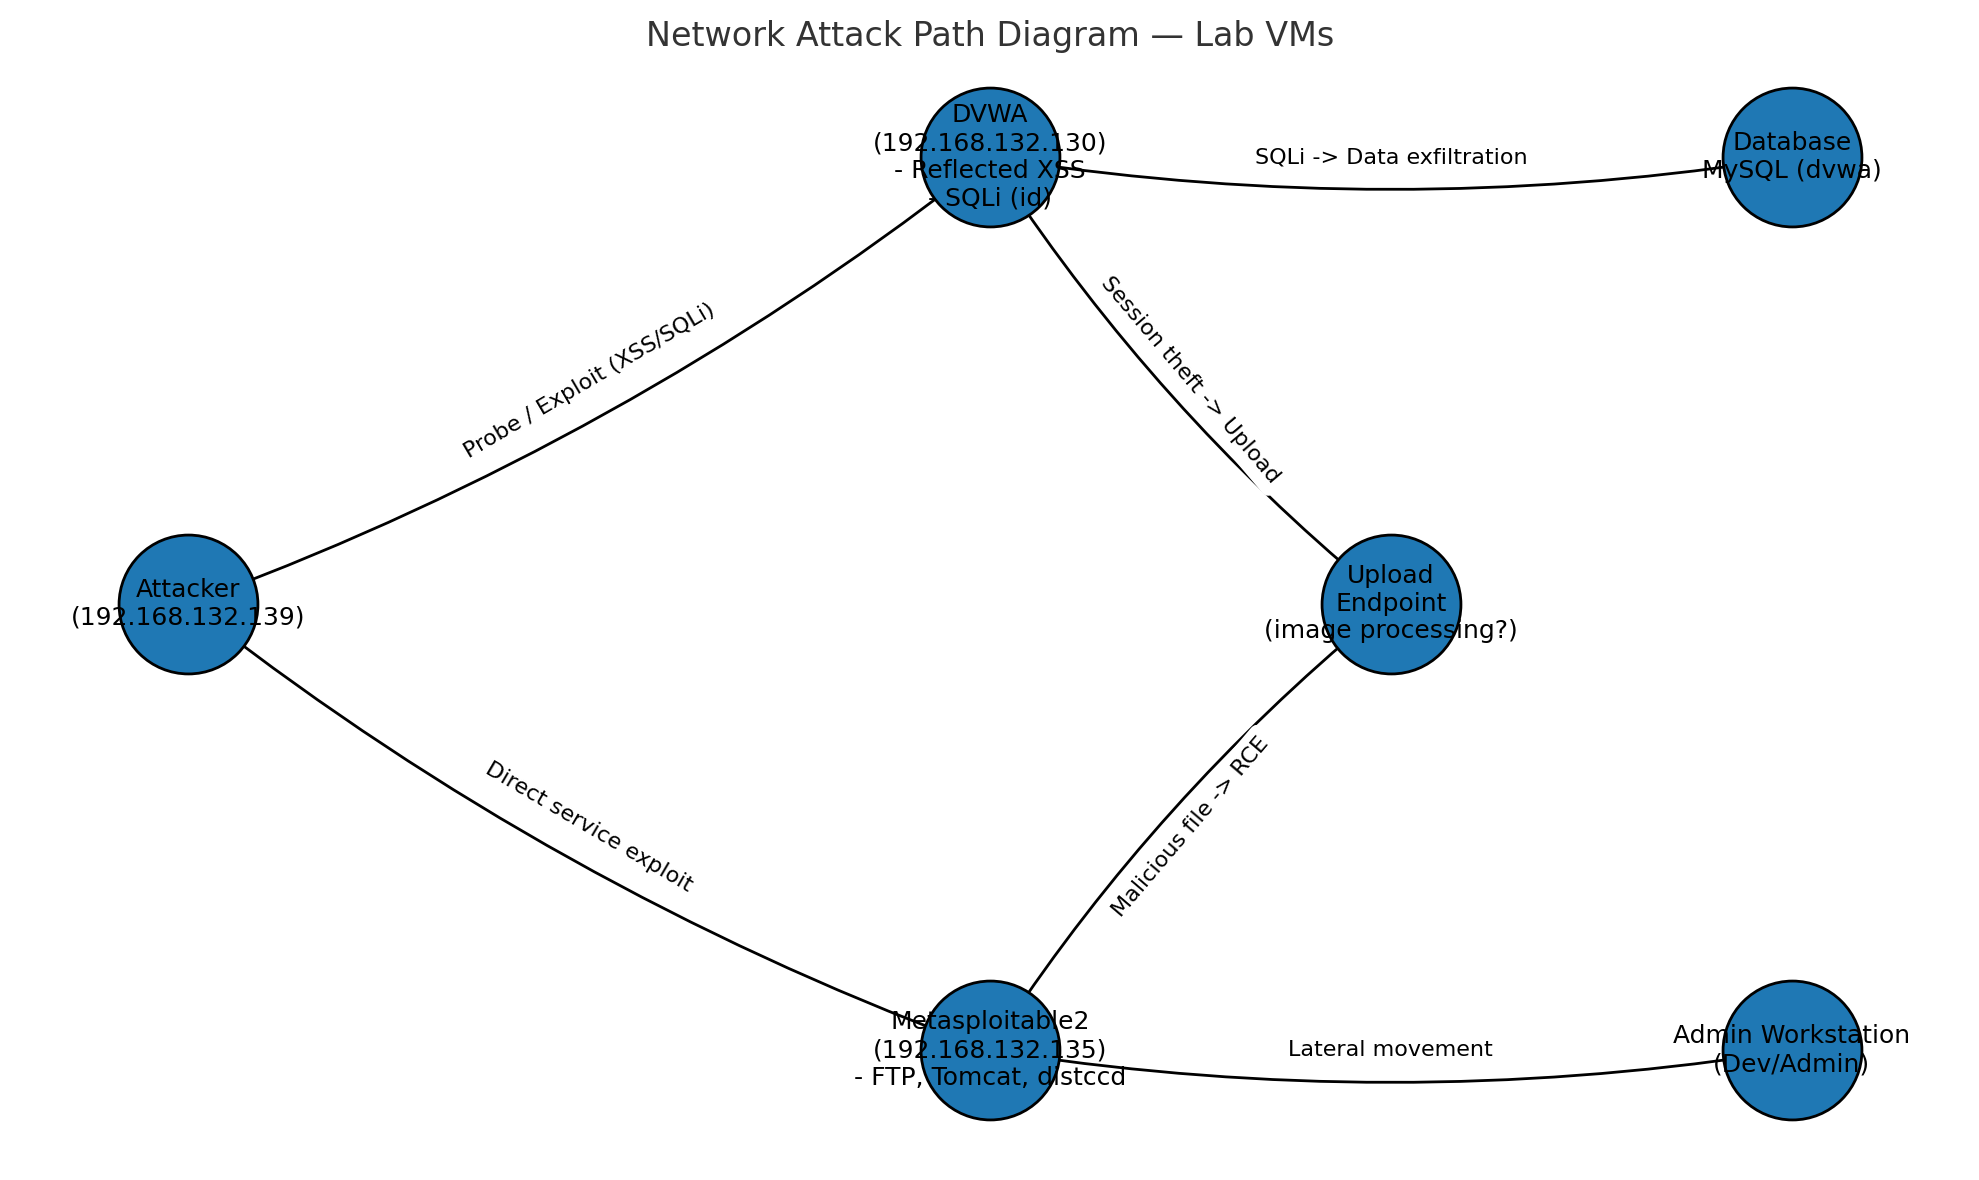 Network Attack Path Diagram — Lab VMs
DVWA
(192.168.132.130)
- Reflected XSS
- SQLi (id)
SQLi -> Data exfiltration
Database
MySQL (dvwa)
Probe / Exploit (XSS/SQLi)
Session theft -> Upload
Attacker
(192.168.132.139)
Upload
Endpoint
(image processing?)
Direct service exploit
Malicious file -> RCE
Metasploitable2
(192.168.132.135)
- FTP, Tomcat, distccd
Lateral movement
Admin Workstation
(Dev/Admin)